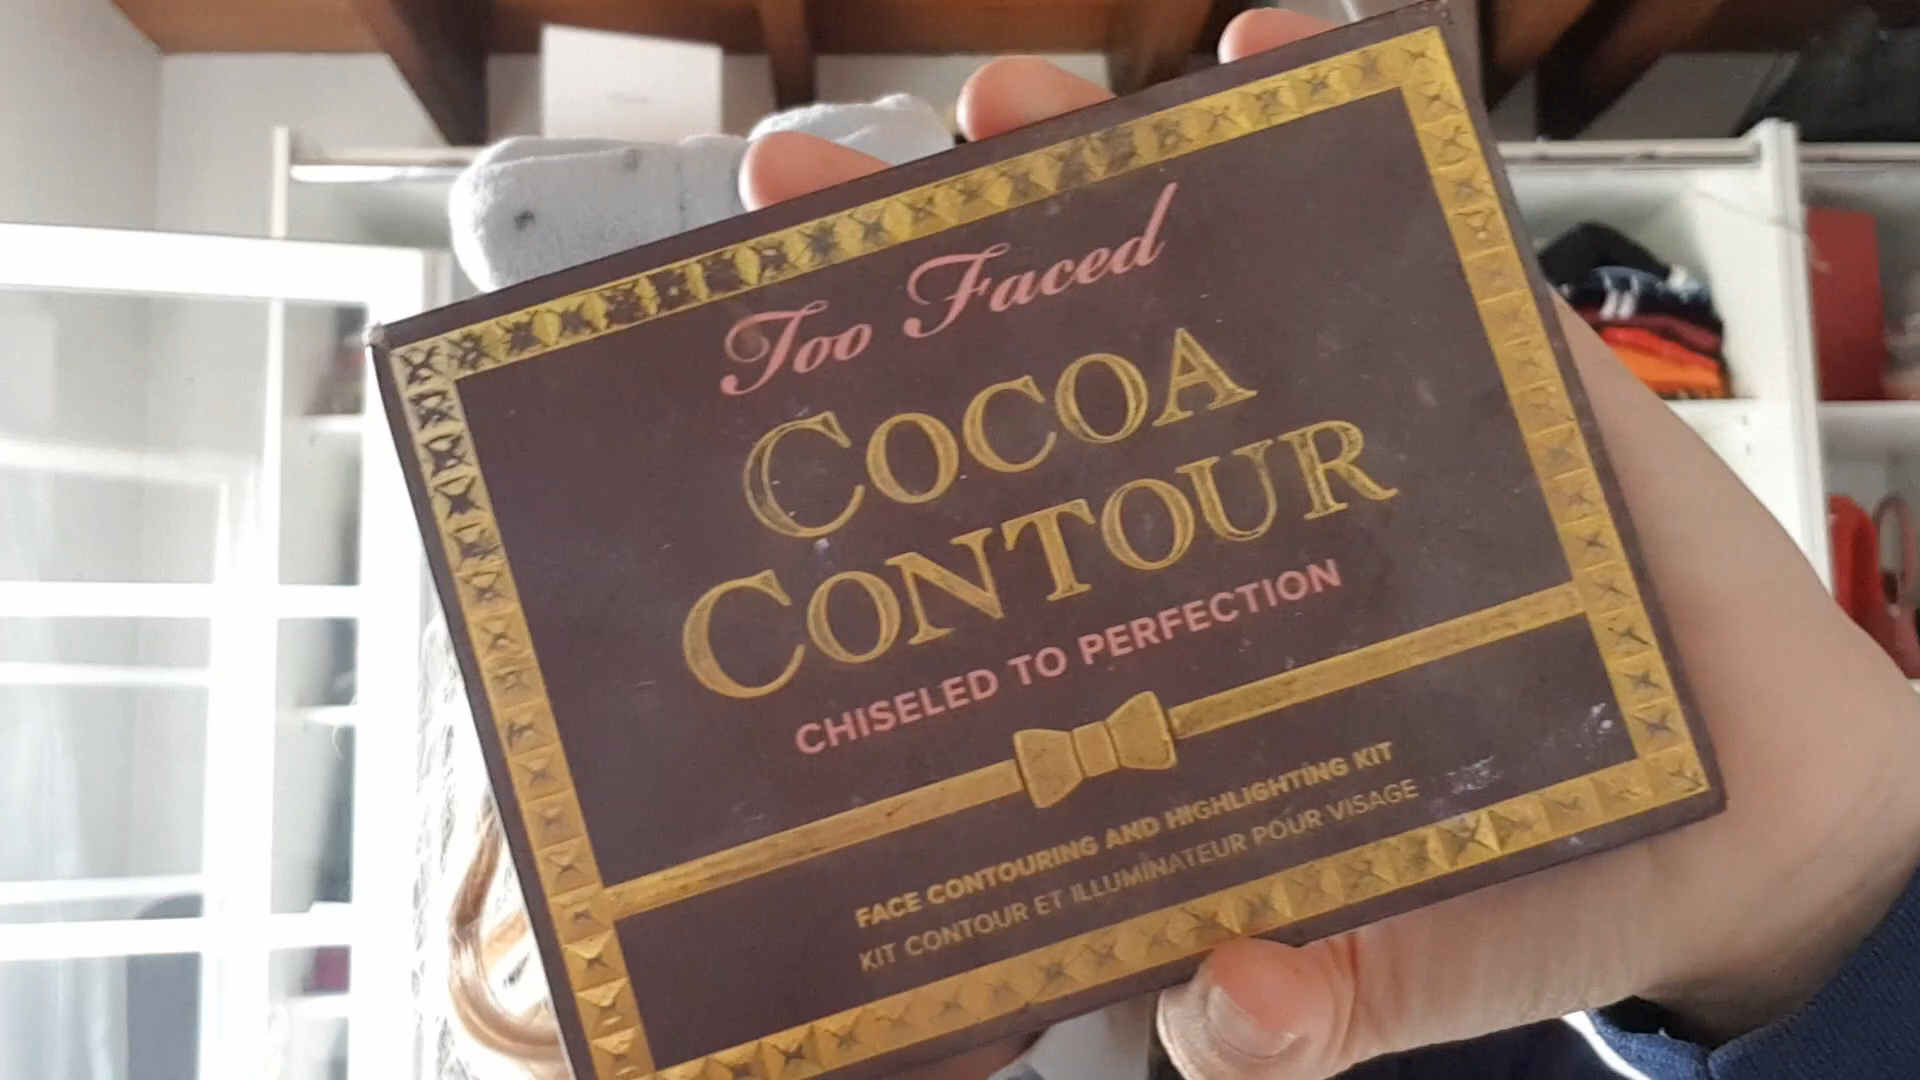 Too Faced
COCOA
CONTOUR
CHISELED TO PERFECTION
FACE CONTOURING AND HIGHLIGHTING KIT
KIT CONTOUR ET ILLUMINATEUR POUR VISAGE